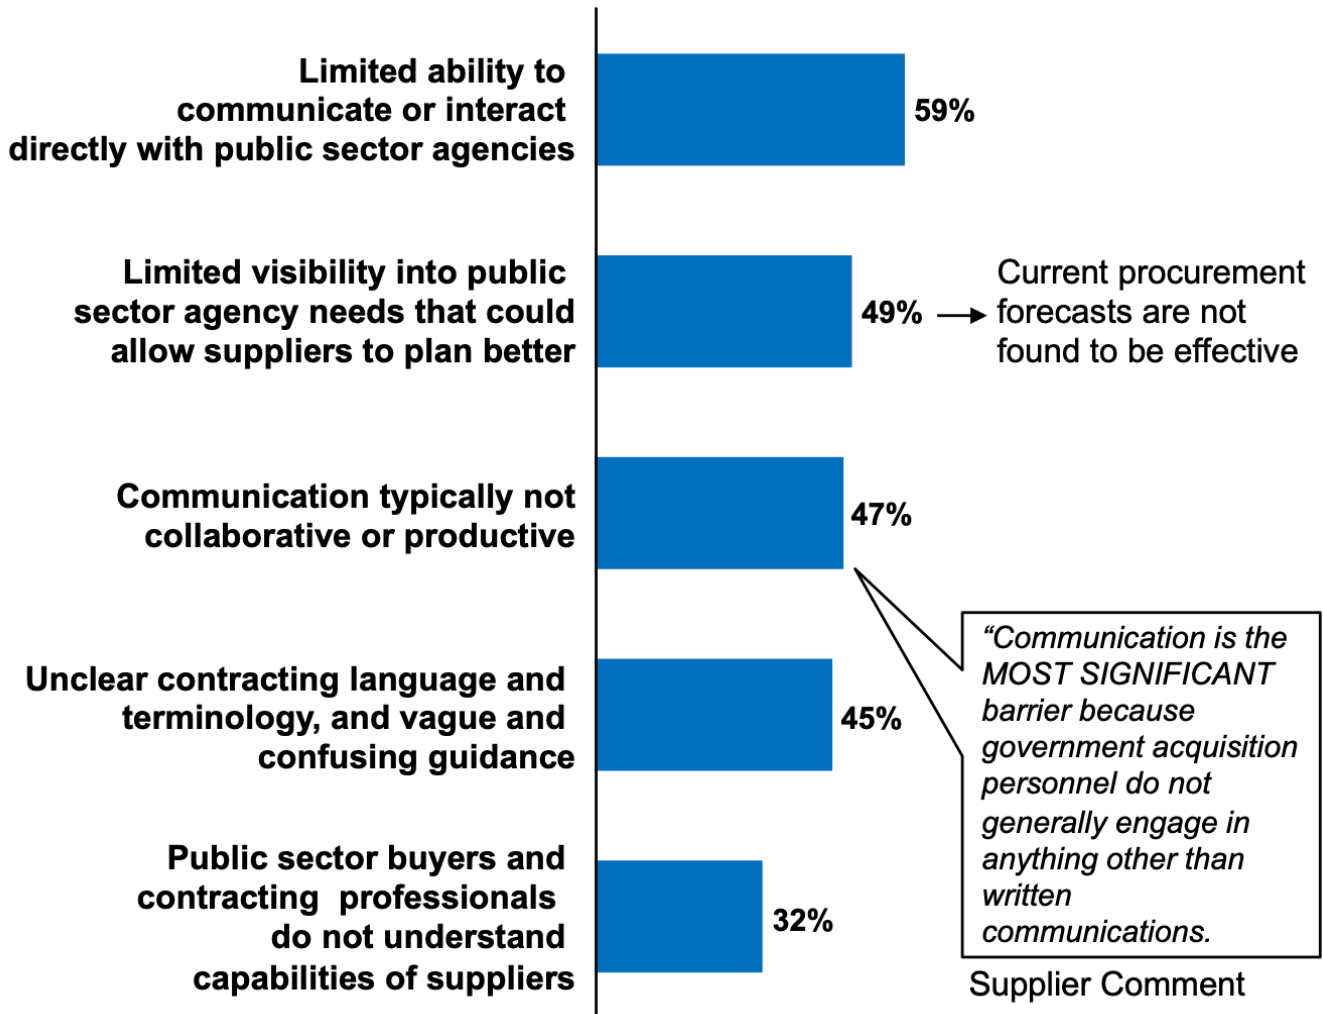 Limited ability to
communicate or interact
directly with public sector agencies
59%
Limited visibility into public
sector agency needs that could
allow suppliers to plan better
49%
Current procurement
forecasts are not
found to be effective
Communication typically not
collaborative or productive
47%
“Communication is the
MOST SIGNIFICANT
barrier because
government acquisition
personnel do not
generally engage in
anything other than
written
communications.
Supplier Comment
Unclear contracting language and
terminology, and vague and
confusing guidance
45%
Public sector buyers and
contracting  professionals
do not understand
capabilities of suppliers
32%